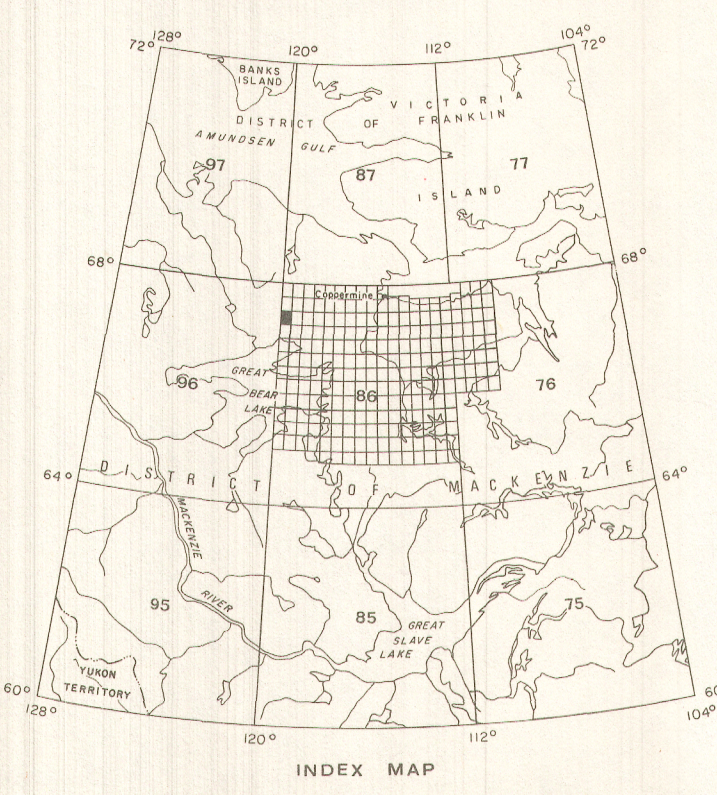 128°
120°
112°
104°
72°
72°
BANKS
ISLAND
VICTORIA
DISTRICT OF FRANKLIN
AMUNDSEN GULF
97
87
77
ISLAND
68°
68°
Coppermine
GREAT
BEAR
LAKE
96
86
76
DISTRICT OF MACKENZIE
64°
64°
MACKENZIE
RIVER
95
85
75
GREAT
SLAVE
LAKE
YUKON
TERRITORY
60°
60
128°
120°
112°
104°
INDEX MAP